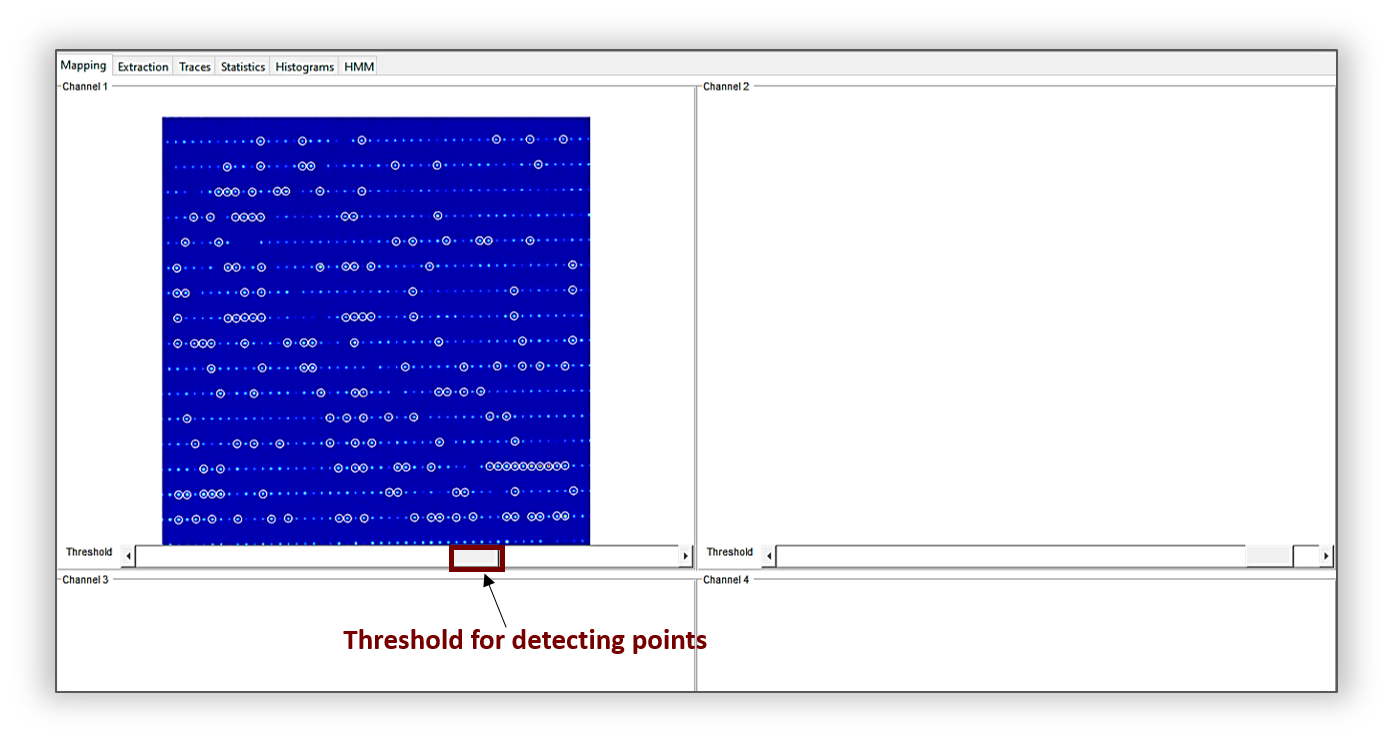 Mapping Extraction Traces Statistics Histograms HMM
Channel 1
Channel 2
Threshold
Threshold
Channel 3
Channel 4
Threshold for detecting points